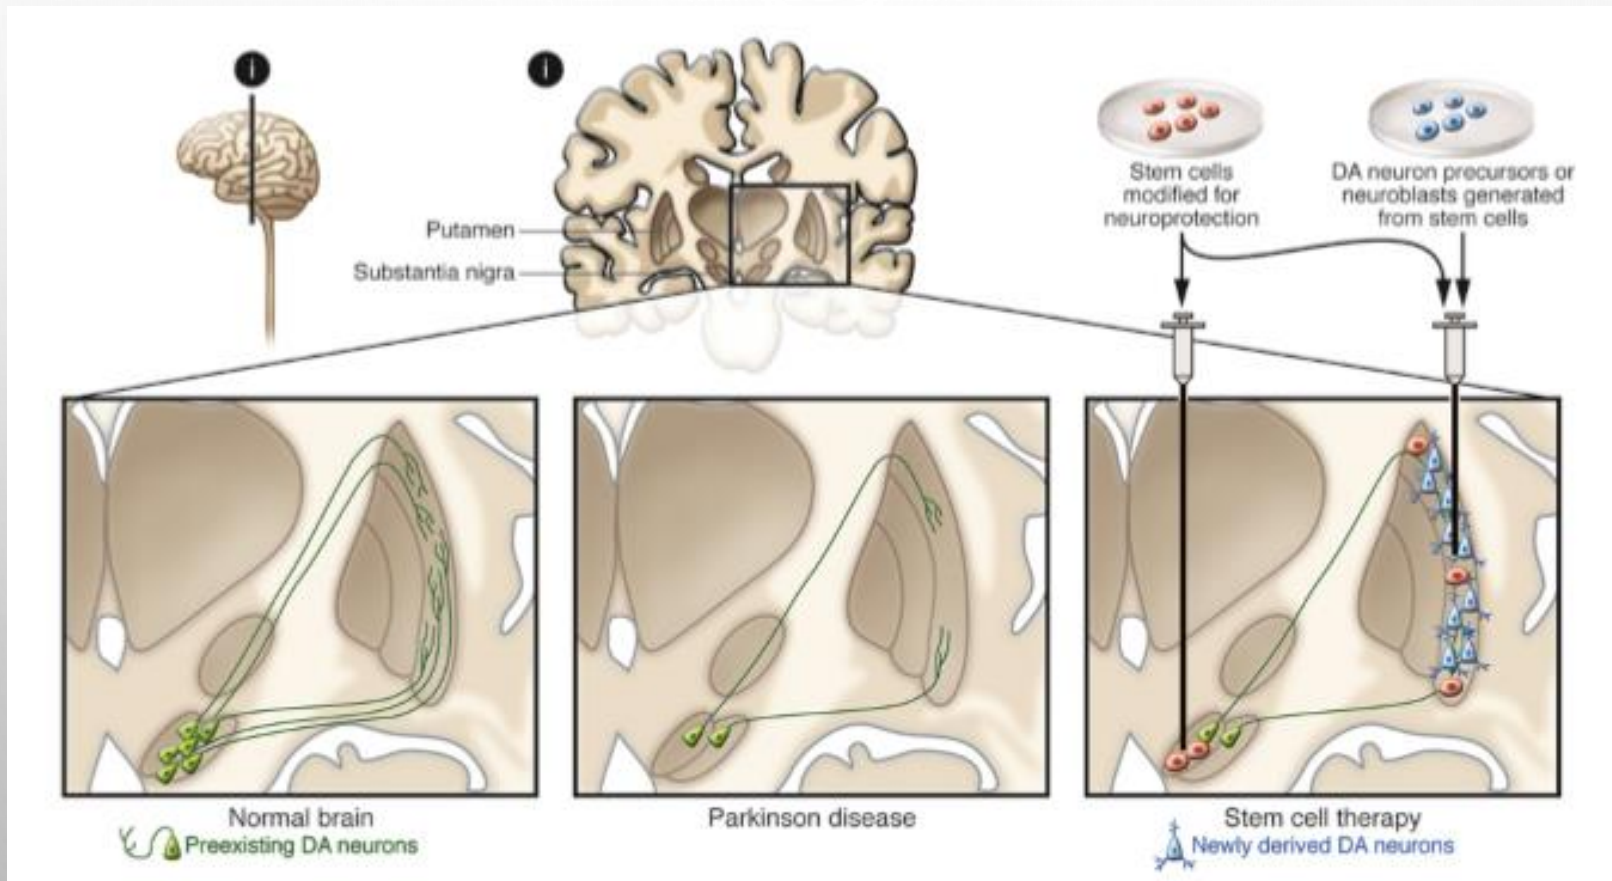 i
i
Putamen
Substantia nigra
Stem cells
modified for
neuroprotection
DA neuron precursors or
neuroblasts generated
from stem cells
Normal brain
Preexisting DA neurons
Parkinson disease
Stem cell therapy
Newly derived DA neurons